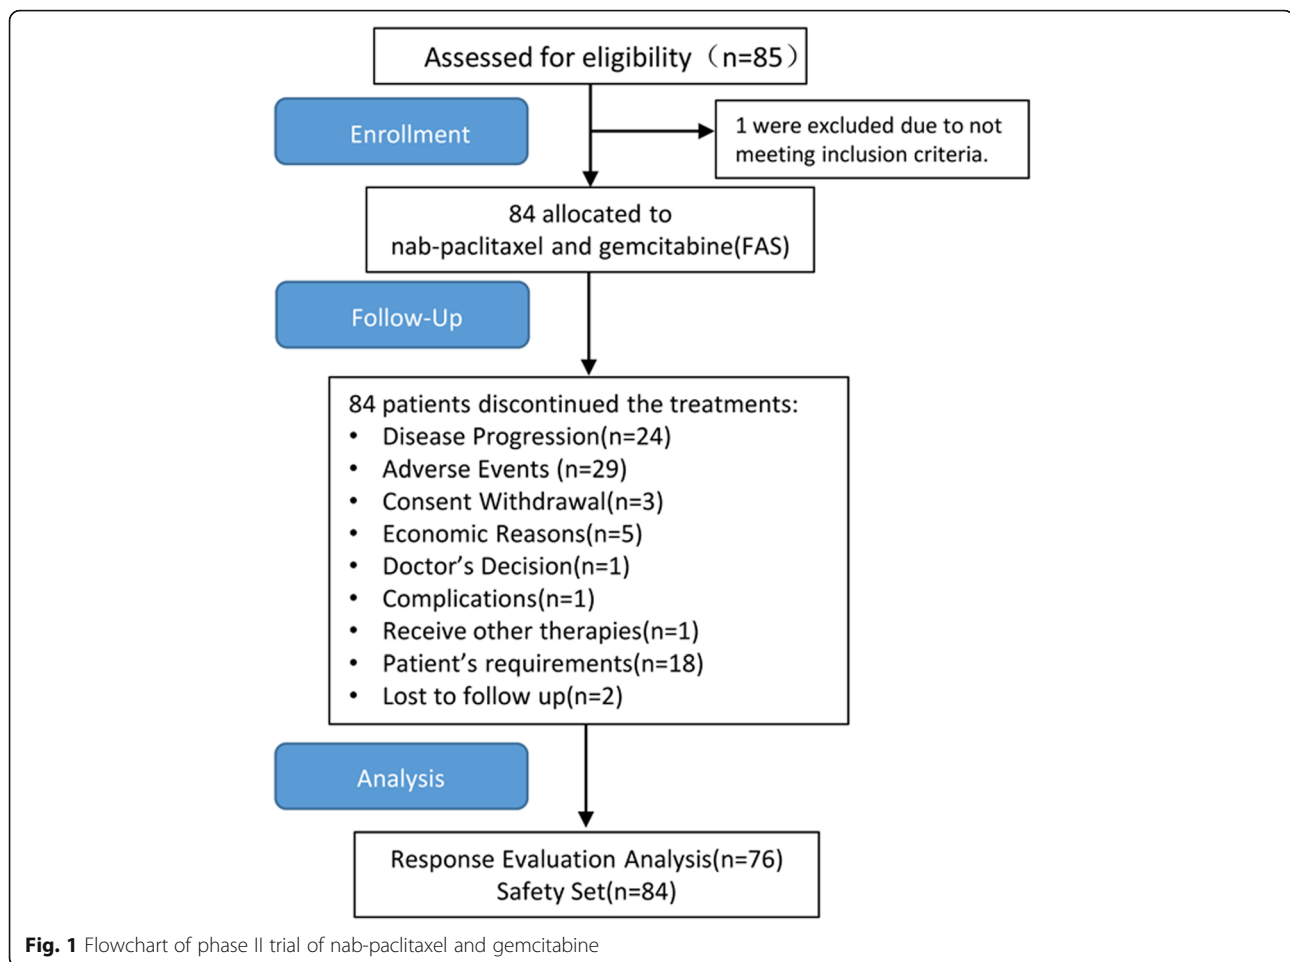 Assessed for eligibility（n=85）
Enrollment
1 were excluded due to not
meeting inclusion criteria.
84 allocated to
nab-paclitaxel and gemcitabine(FAS)
Follow-Up
84 patients discontinued the treatments:
• Disease Progression(n=24)
• Adverse Events (n=29)
• Consent Withdrawal(n=3)
• Economic Reasons(n=5)
• Doctor’s Decision(n=1)
• Complications(n=1)
• Receive other therapies(n=1)
• Patient’s requirements(n=18)
• Lost to follow up(n=2)
Analysis
Response Evaluation Analysis(n=76)
Safety Set(n=84)
Fig. 1 Flowchart of phase II trial of nab-paclitaxel and gemcitabine